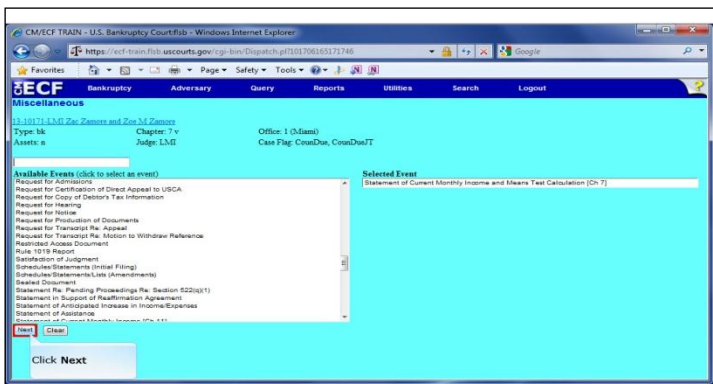 CM/ECF TRAIN - U.S. Bankruptcy Court:flsb - Windows Internet Explorer
https://ecf-train.flsb.uscourts.gov/cgi-bin/Dispatch.pl?101706165171746
Google
Favorites Page Safety Tools
ECF Bankruptcy Adversary Query Reports Utilities Search Logout ?
Miscellaneous
13-10171-LMI Zac Zamore and Zoe M Zamore
Type: bk Chapter: 7 v Office: 1 (Miami)
Assets: n Judge: LMI Case Flag: CounDue, CounDueJT
Available Events (click to select an event) Selected Event
Request for Admissions Statement of Current Monthly Income and Means Test Calculation [Ch 7]
Request for Certification of Direct Appeal to USCA
Request for Copy of Debtor's Tax Information
Request for Hearing
Request for Notice
Request for Production of Documents
Request for Transcript Re: Appeal
Request for Transcript Re: Motion to Withdraw Reference
Restricted Access Document
Rule 1019 Report
Satisfaction of Judgment
Schedules/Statements (Initial Filing)
Schedules/Statements/Lists (Amendments)
Sealed Document
Statement Re: Pending Proceedings Re: Section 522(q)(1)
Statement in Support of Reaffirmation Agreement
Statement of Anticipated Increase in Income/Expenses
Statement of Assistance
Statement of Current Monthly Income [Ch 11]
Next Clear
Click Next